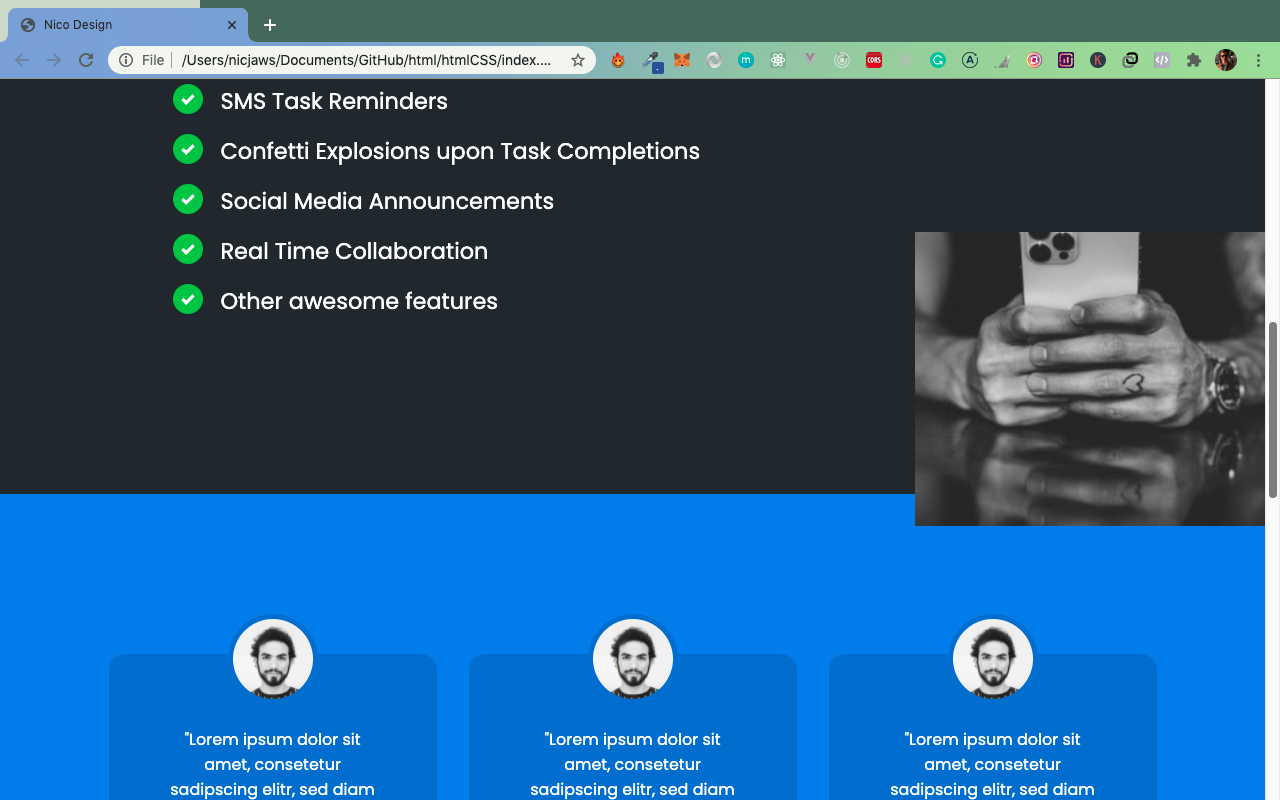 Nico Design
File /Users/nicjaws/Documents/GitHub/html/htmlCSS/index....
SMS Task Reminders
Confetti Explosions upon Task Completions
Social Media Announcements
Real Time Collaboration
Other awesome features
"Lorem ipsum dolor sit
amet, consetetur
sadipscing elitr, sed diam
"Lorem ipsum dolor sit
amet, consetetur
sadipscing elitr, sed diam
"Lorem ipsum dolor sit
amet, consetetur
sadipscing elitr, sed diam